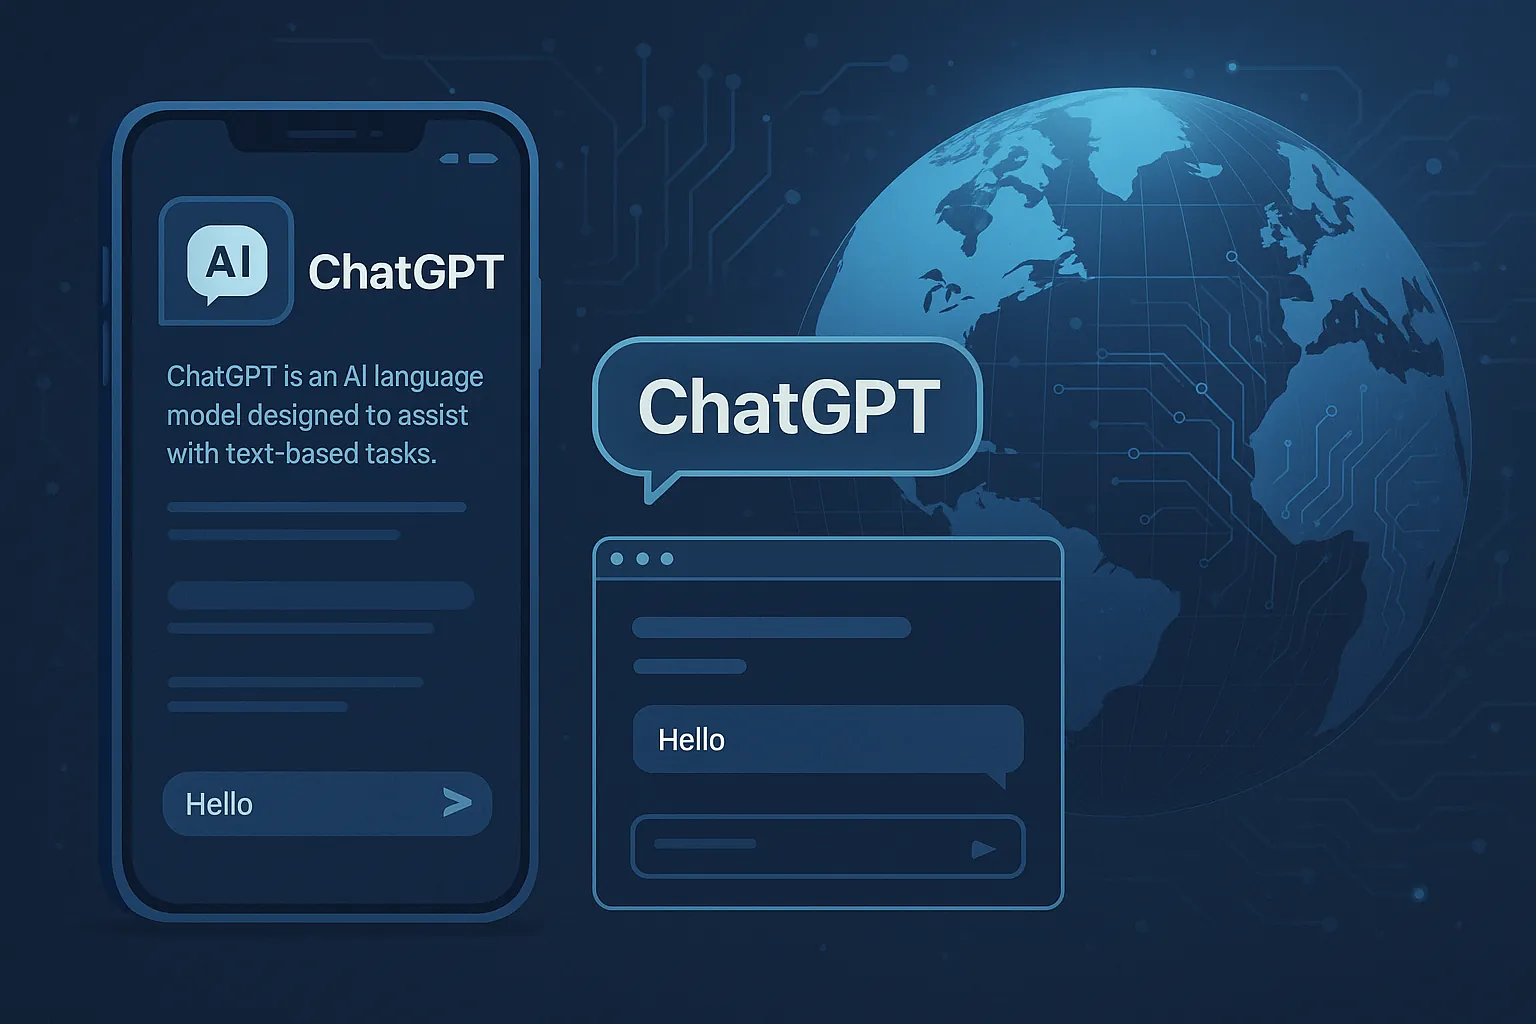 AI
ChatGPT
ChatGPT is an AI language
model designed to assist
with text-based tasks.
Hello
ChatGPT
Hello